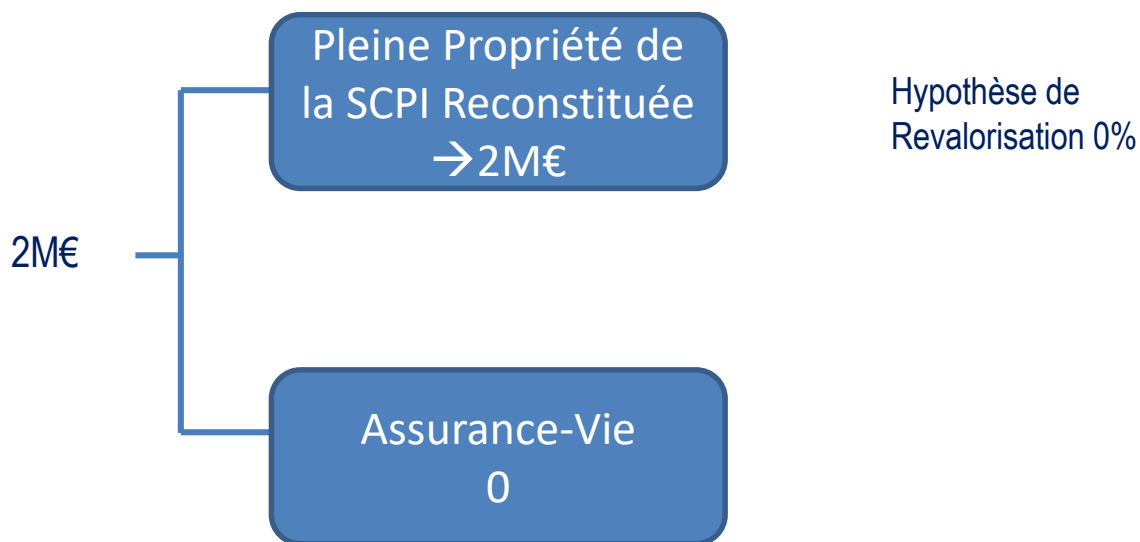 Pleine Propriété de
la SCPI Reconstituée
→2M€
Hypothèse de
Revalorisation 0%
2M€
Assurance-Vie
0